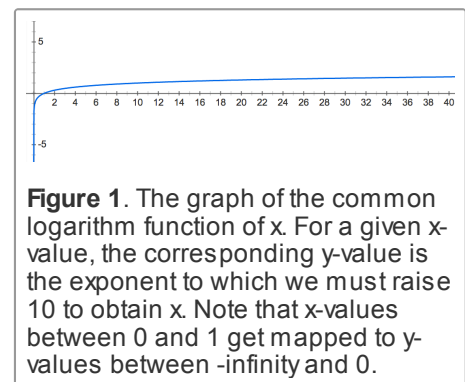 5
2 4 6 8 10 12 14 16 18 20 22 24 26 28 30 32 34 36 38 40
-5
Figure 1. The graph of the common
logarithm function of x. For a given x-
value, the corresponding y-value is
the exponent to which we must raise
10 to obtain x. Note that x-values
between 0 and 1 get mapped to y-
values between -infinity and 0.